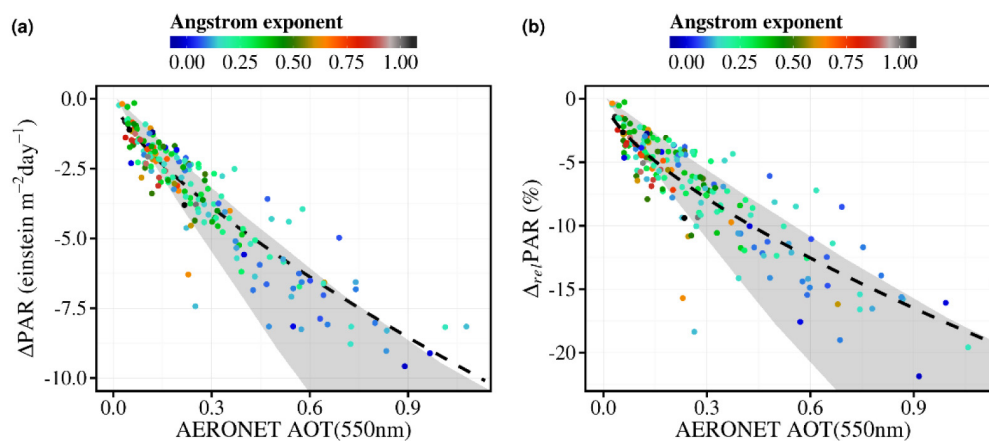 (a)
Angstrom exponent
0.00 0.25 0.50 0.75 1.00
ΔPAR (einstein m⁻²day⁻¹)
0.0
-2.5
-5.0
-7.5
-10.0
0.0 0.3 0.6 0.9
AERONET AOT(550nm)
(b)
Angstrom exponent
0.00 0.25 0.50 0.75 1.00
ΔrelPAR (%)
0
-5
-10
-15
-20
0.0 0.3 0.6 0.9
AERONET AOT(550nm)